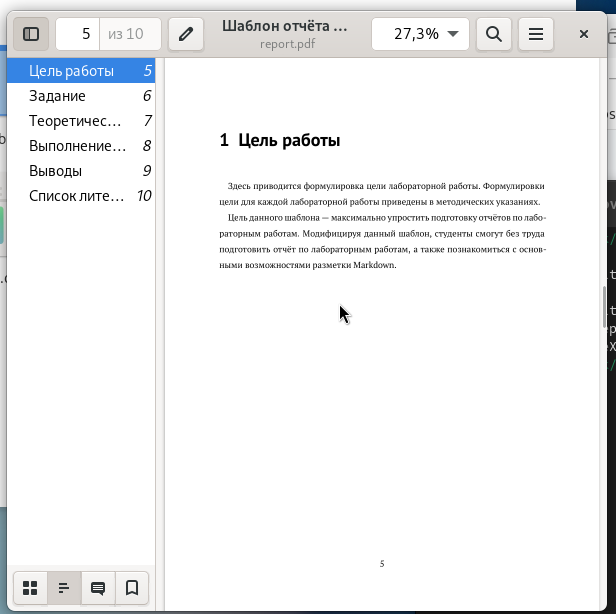 5 из 10
Шаблон отчёта …
report.pdf
27,3%
Цель работы 5
Задание 6
Теоретичес… 7
Выполнение… 8
Выводы 9
Список лите… 10
1 Цель работы
Здесь приводится формулировка цели лабораторной работы. Формулировки
цели для каждой лабораторной работы приведены в методических указаниях.
Цель данного шаблона — максимально упростить подготовку отчётов по лабо-
раторным работам. Модифицируя данный шаблон, студенты смогут без труда
подготовить отчёт по лабораторным работам, а также познакомиться с основ-
ными возможностями разметки Markdown.
5